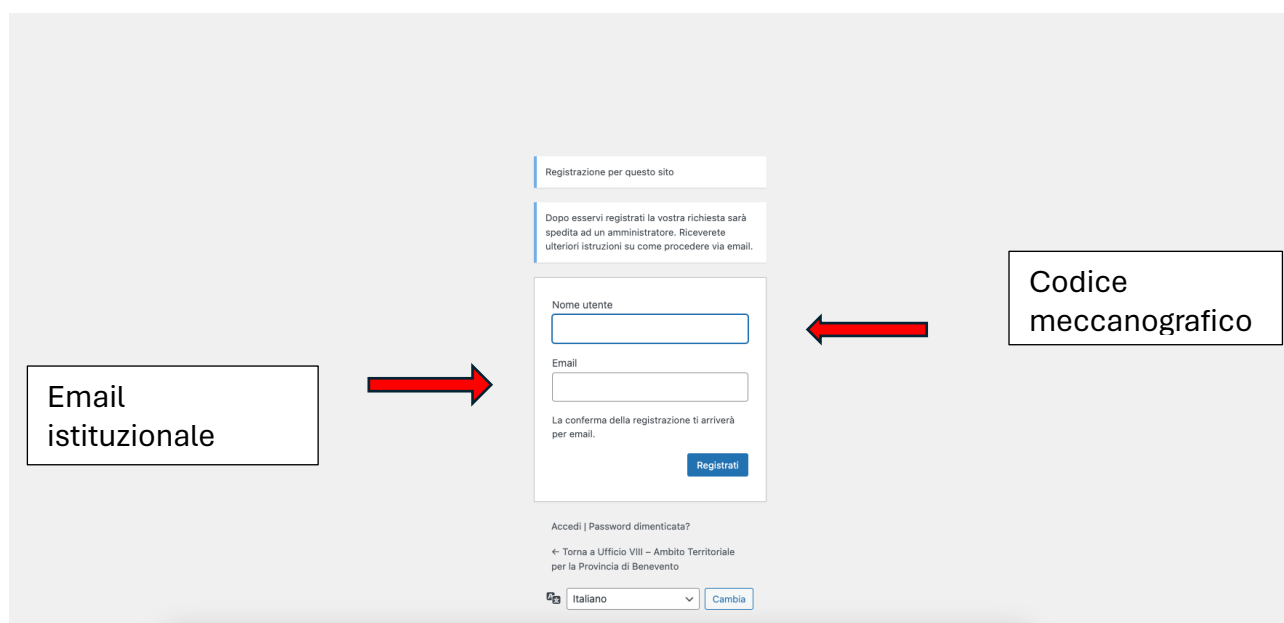 Registrazione per questo sito
Dopo esservi registrati la vostra richiesta sarà
spedita ad un amministratore. Riceverete
ulteriori istruzioni su come procedere via email.
Nome utente
Codice
meccanografico
Email
Email
istituzionale
La conferma della registrazione ti arriverà
per email.
Registrati
Accedi | Password dimenticata?
← Torna a Ufficio VIII – Ambito Territoriale
per la Provincia di Benevento
Italiano
Cambia